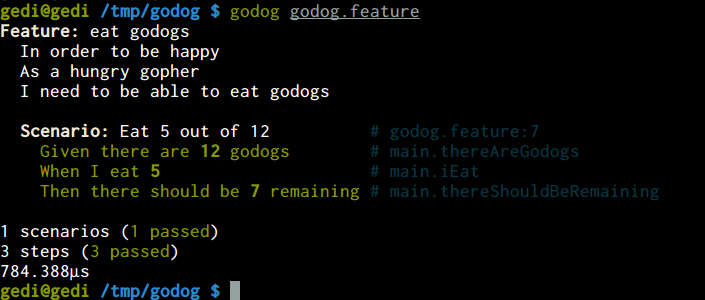 gedi@gedi /tmp/godog $ godog godog.feature
Feature: eat godogs
  In order to be happy
  As a hungry gopher
  I need to be able to eat godogs

  Scenario: Eat 5 out of 12          # godog.feature:7
    Given there are 12 godogs        # main.thereAreGodogs
    When I eat 5                     # main.iEat
    Then there should be 7 remaining # main.thereShouldBeRemaining

1 scenarios (1 passed)
3 steps (3 passed)
784.388µs
gedi@gedi /tmp/godog $